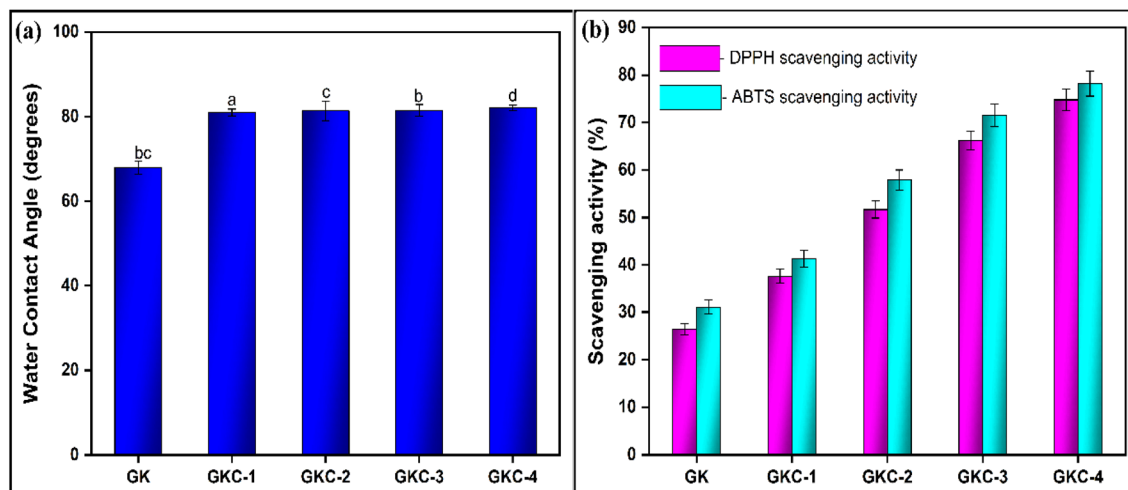 (a)
Water Contact Angle (degrees)
100
80
60
40
20
0
bc
a
c
b
d
GK
GKC-1
GKC-2
GKC-3
GKC-4
(b)
Scavenging activity (%)
90
80
70
60
50
40
30
20
10
0
- DPPH scavenging activity
- ABTS scavenging activity
GK
GKC-1
GKC-2
GKC-3
GKC-4